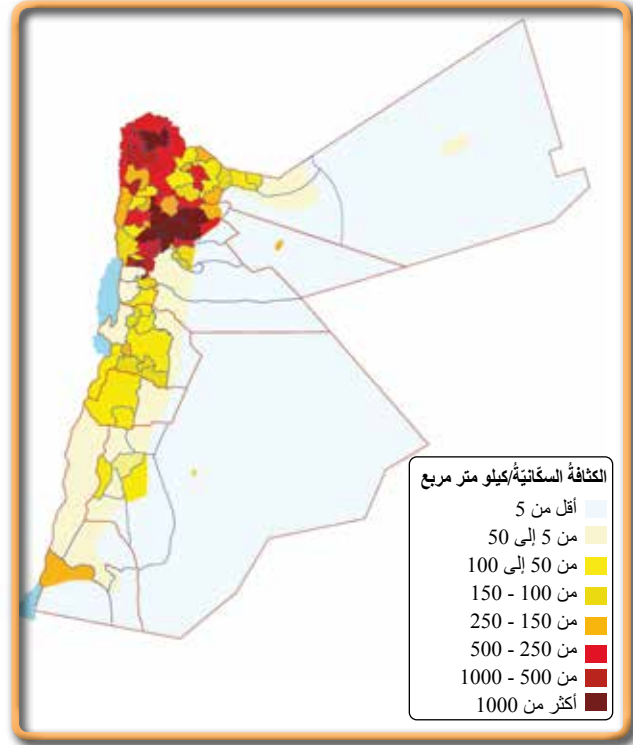 الكثافةُ السكّانيّةُ/كيلو متر مربع
أقل من 5
من 5 إلى 50
من 50 إلى 100
من 100 - 150
من 150 - 250
من 250 - 500
من 500 - 1000
أكثر من 1000